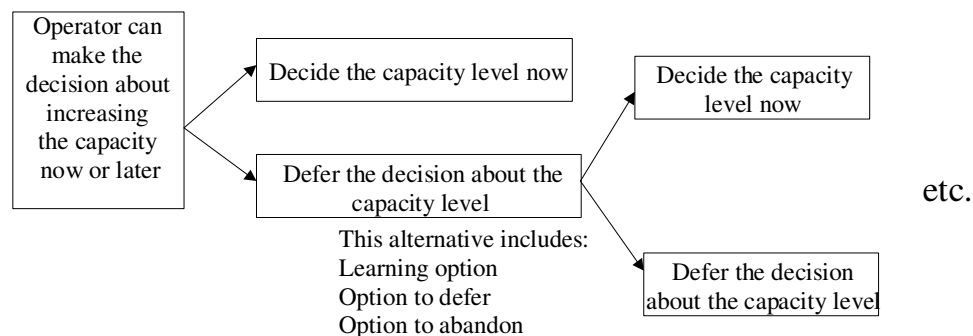 Operator can
make the
decision about
increasing
the capacity
now or later
Decide the capacity level now
Defer the decision about the
capacity level
This alternative includes:
Learning option
Option to defer
Option to abandon
Decide the capacity
level now
Defer the decision
about the capacity level
etc.